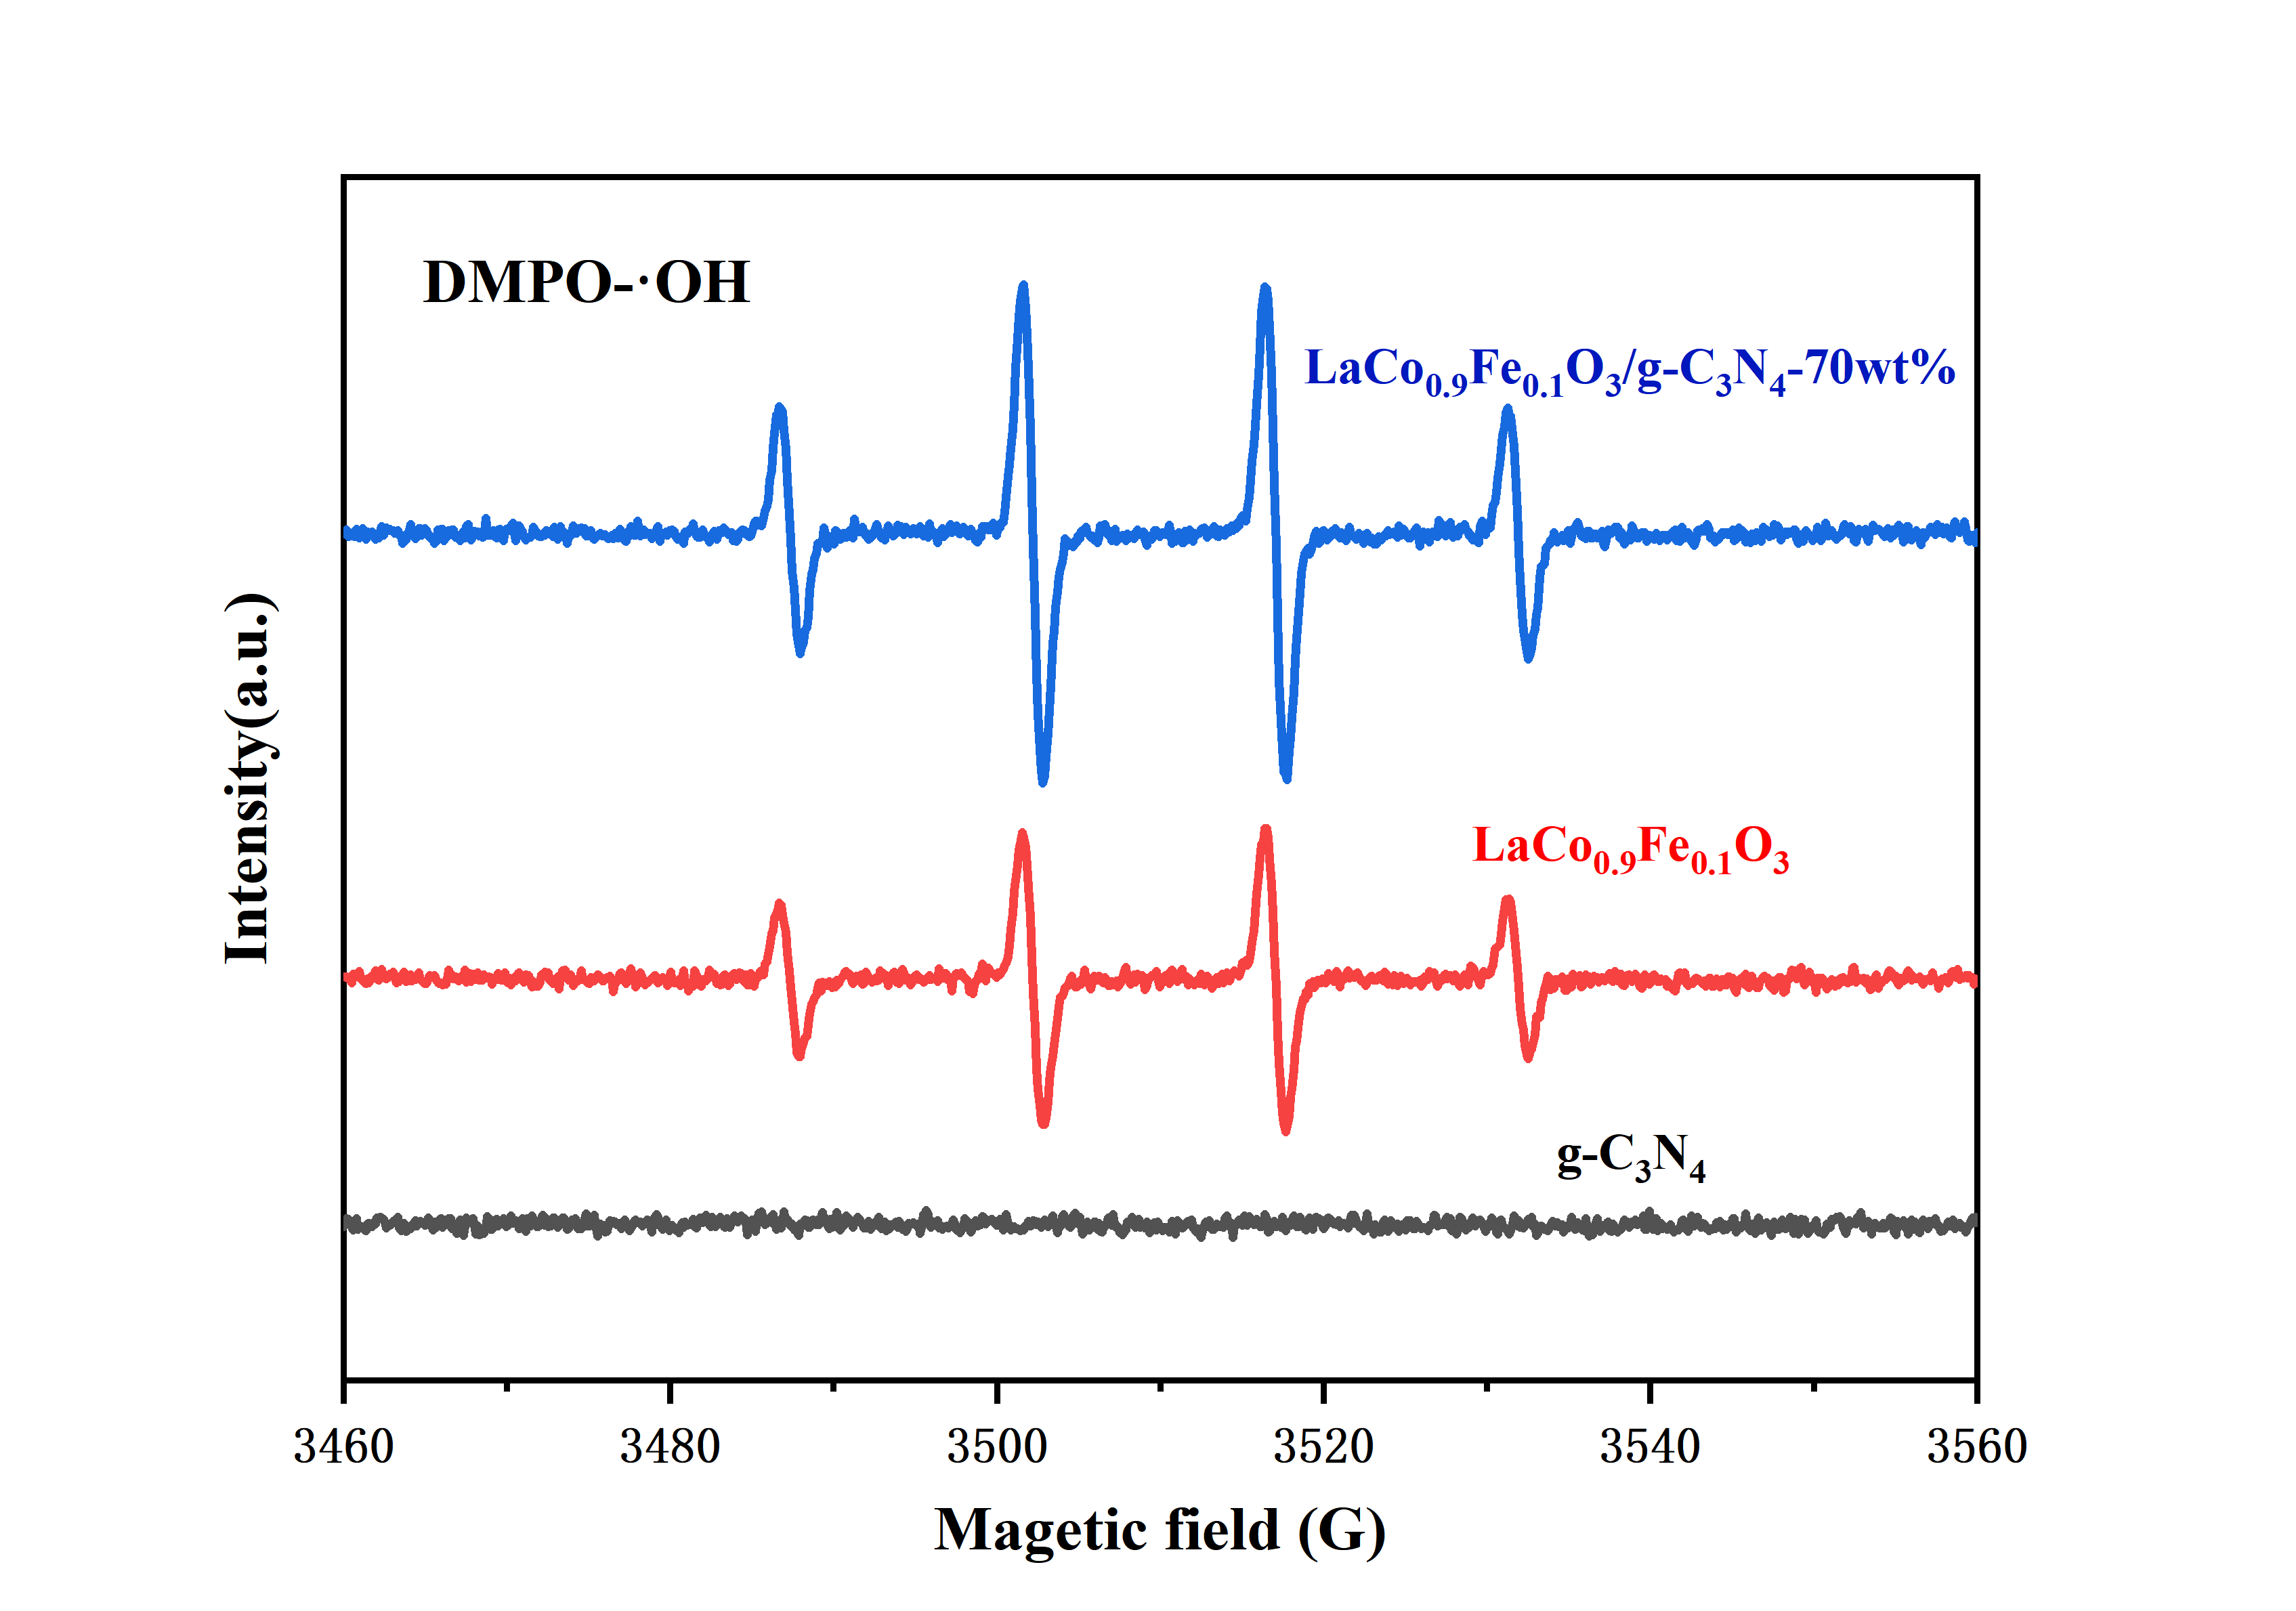 DMPO-·OH
LaCo0.9Fe0.1O3/g-C3N4-70wt%
LaCo0.9Fe0.1O3
g-C3N4
Intensity(a.u.)
3460 3480 3500 3520 3540 3560
Magetic field (G)